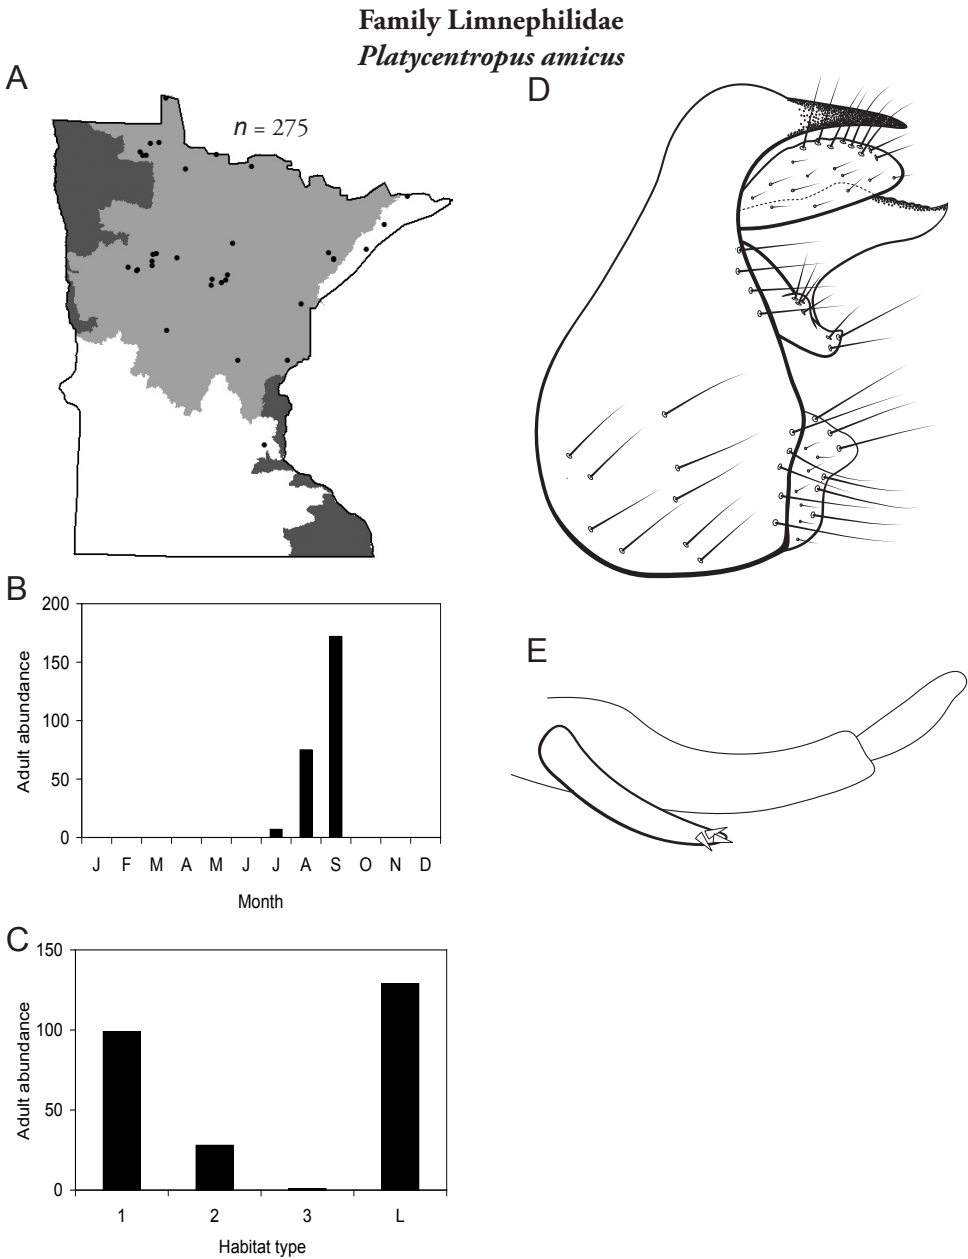 Family Limnephilidae
Platycentropus amicus
A
n = 275
B
Adult abundance
200
150
100
50
0
J F M A M J J A S O N D
Month
C
Adult abundance
150
100
50
0
1 2 3 L
Habitat type
D
E